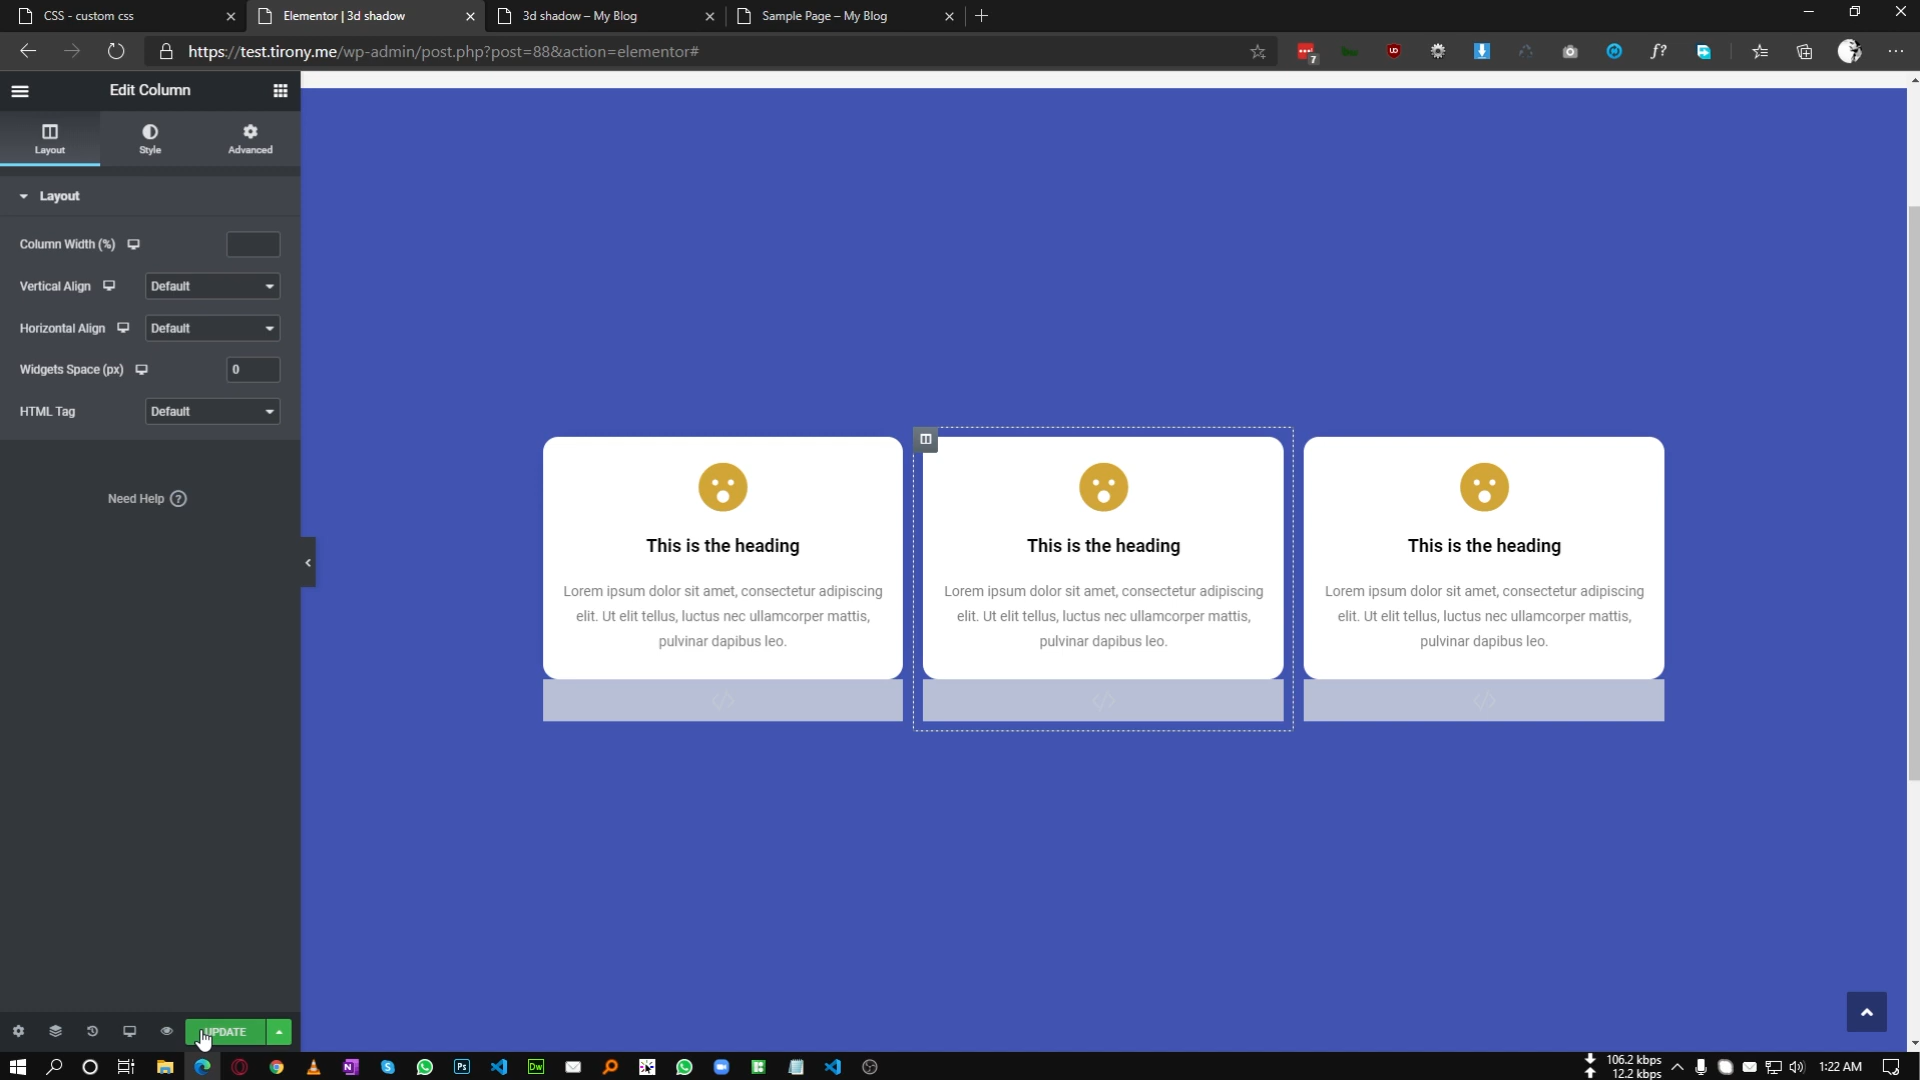 CSS - custom css
Elementor | 3d shadow
3d shadow – My Blog
Sample Page – My Blog
https://test.tirony.me/wp-admin/post.php?post=88&action=elementor#
7
UD
f?
Edit Column
Layout
Style
Advanced
Layout
Column Width (%)
Vertical Align
Default
Horizontal Align
Default
Widgets Space (px)
0
HTML Tag
Default
Need Help ?
This is the heading
Lorem ipsum dolor sit amet, consectetur adipiscing
elit. Ut elit tellus, luctus nec ullamcorper mattis,
pulvinar dapibus leo.
This is the heading
Lorem ipsum dolor sit amet, consectetur adipiscing
elit. Ut elit tellus, luctus nec ullamcorper mattis,
pulvinar dapibus leo.
This is the heading
Lorem ipsum dolor sit amet, consectetur adipiscing
elit. Ut elit tellus, luctus nec ullamcorper mattis,
pulvinar dapibus leo.
UPDATE
N
S
Ps
Dw
106.2 kbps
12.2 kbps
1:22 AM